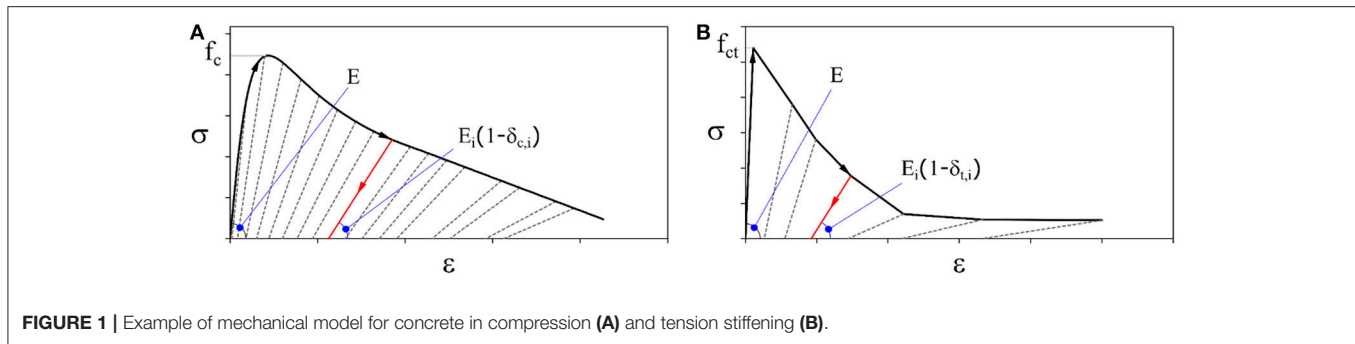 A
f_c
E
E_i(1-δ_c,i)
σ
ε
B
f_ct
E
E_i(1-δ_t,i)
σ
ε
FIGURE 1 | Example of mechanical model for concrete in compression (A) and tension stiffening (B).